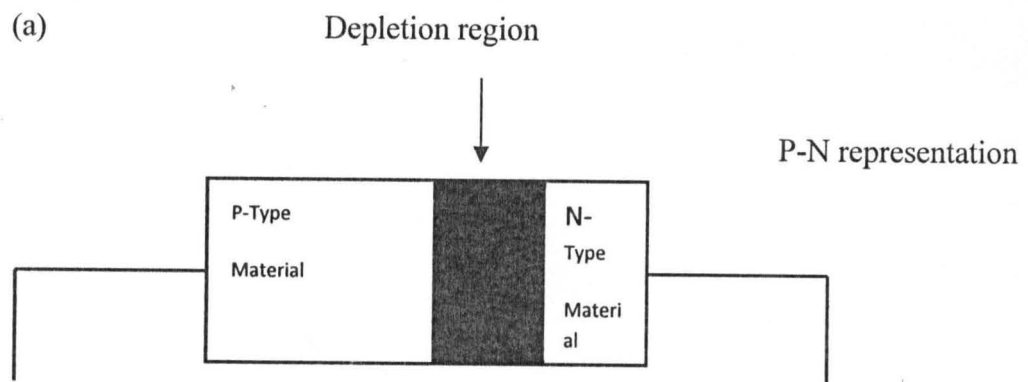 (a)
Depletion region
P-N representation
P-Type
Material
N-
Type
Materi
al